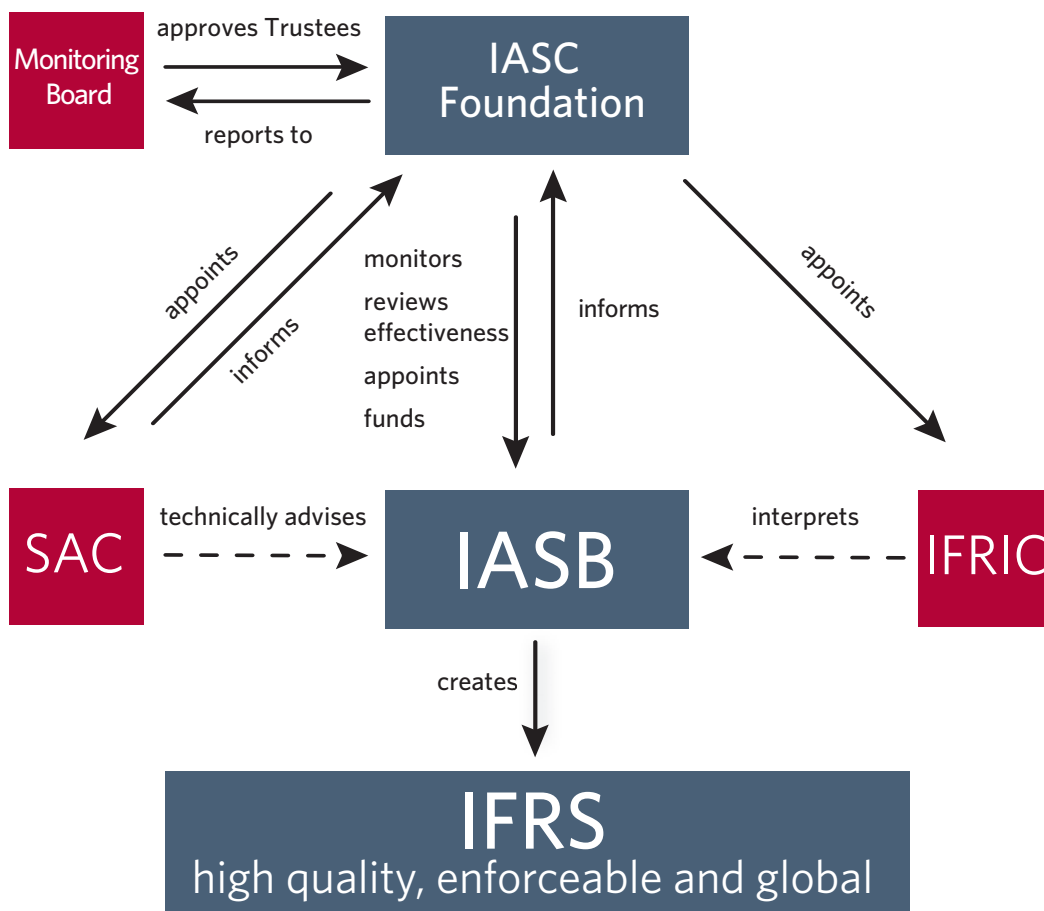 approves Trustees
Monitoring
Board
IASC
Foundation
reports to
appoints
informs
monitors
reviews
effectiveness
appoints
funds
informs
appoints
SAC
technically advises
IASB
interprets
IFRIC
creates
IFRS
high quality, enforceable and global